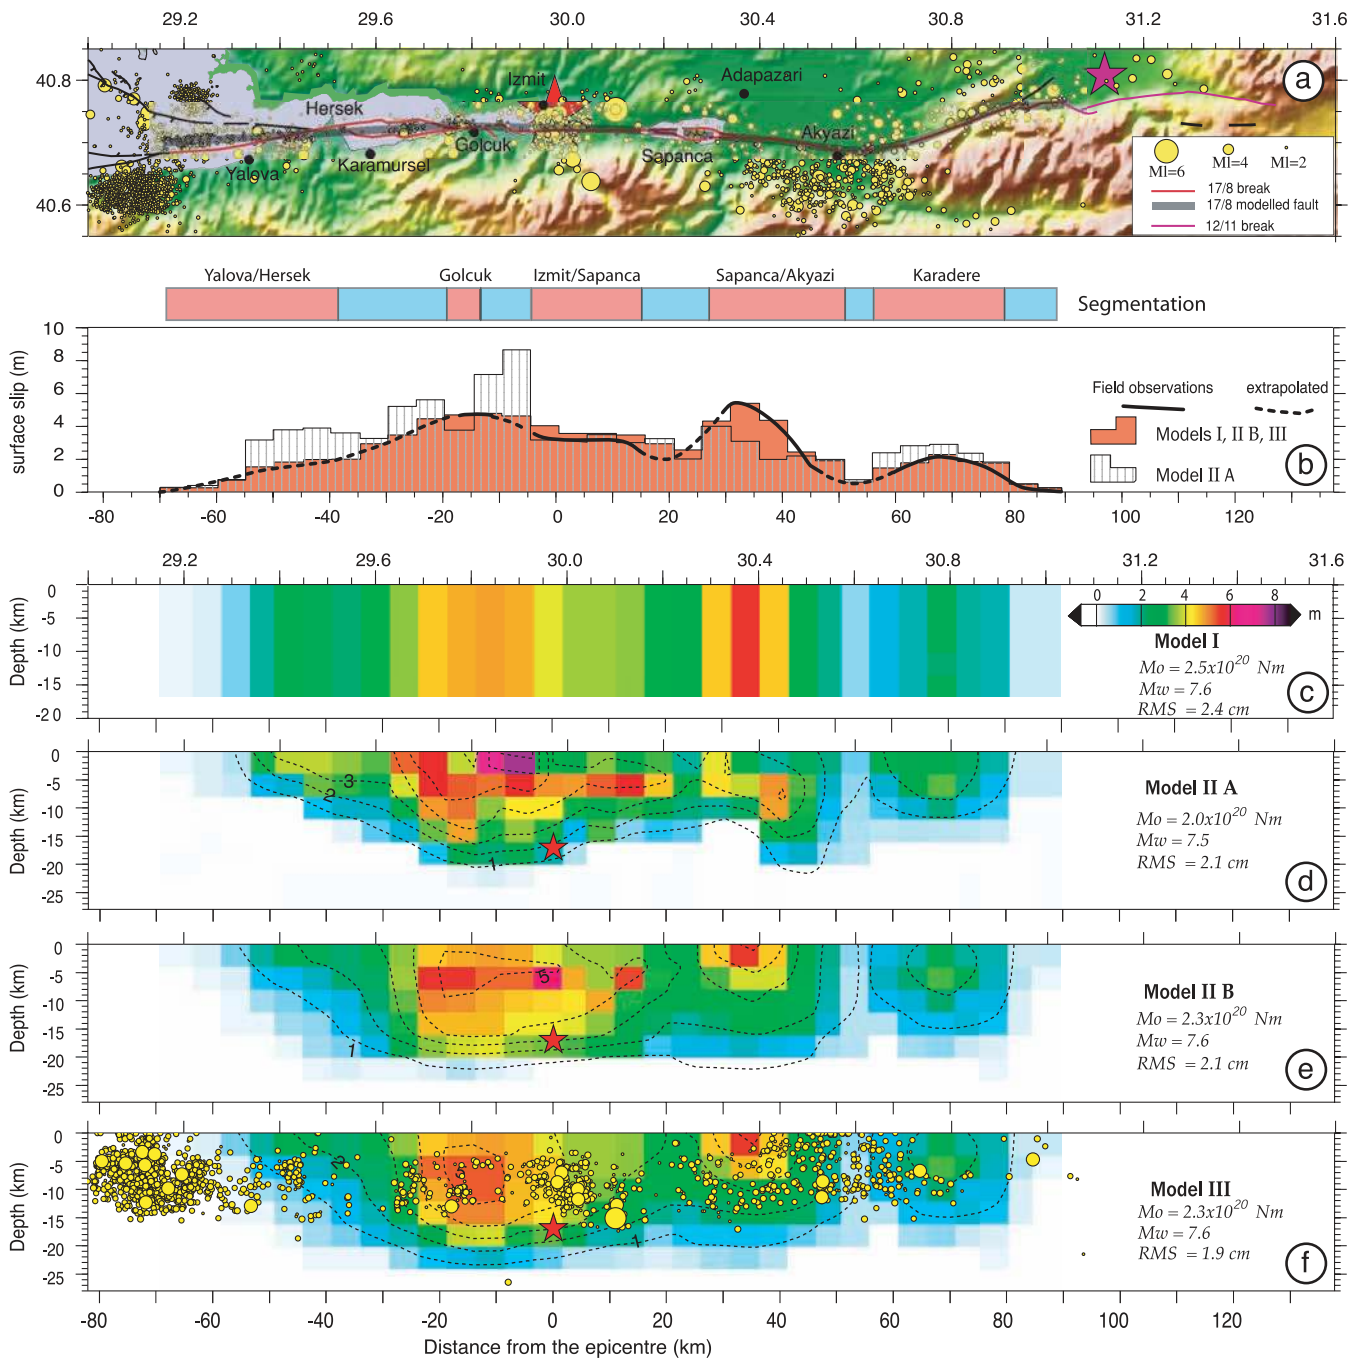 29.2 29.6 30.0 30.4 30.8 31.2 31.6
40.8
40.6
Izmit
Adapazari
Hersek
Golcuk
Akyazi
Sapanca
Karamursel
Yalova
a
Ml=6 Ml=4 Ml=2
17/8 break
17/8 modelled fault
12/11 break
Yalova/Hersek Golcuk Izmit/Sapanca Sapanca/Akyazi Karadere
Segmentation
surface slip (m)
10
8
6
4
2
0
Field observations extrapolated
Models I, II B, III
Model II A
b
-80 -60 -40 -20 0 20 40 60 80 100 120
29.2 29.6 30.0 30.4 30.8 31.2 31.6
Depth (km)
0
-5
-10
-15
-20
0 2 4 6 8 m
Model I
Mo = 2.5x10²⁰ Nm
Mw = 7.6
RMS = 2.4 cm
c
Depth (km)
0
-5
-10
-15
-20
-25
3
2
1
Model II A
Mo = 2.0x10²⁰ Nm
Mw = 7.5
RMS = 2.1 cm
d
Depth (km)
0
-5
-10
-15
-20
-25
5
1
Model II B
Mo = 2.3x10²⁰ Nm
Mw = 7.6
RMS = 2.1 cm
e
Depth (km)
0
-5
-10
-15
-20
-25
2
5
1
Model III
Mo = 2.3x10²⁰ Nm
Mw = 7.6
RMS = 1.9 cm
f
-80 -60 -40 -20 0 20 40 60 80 100 120
Distance from the epicentre (km)